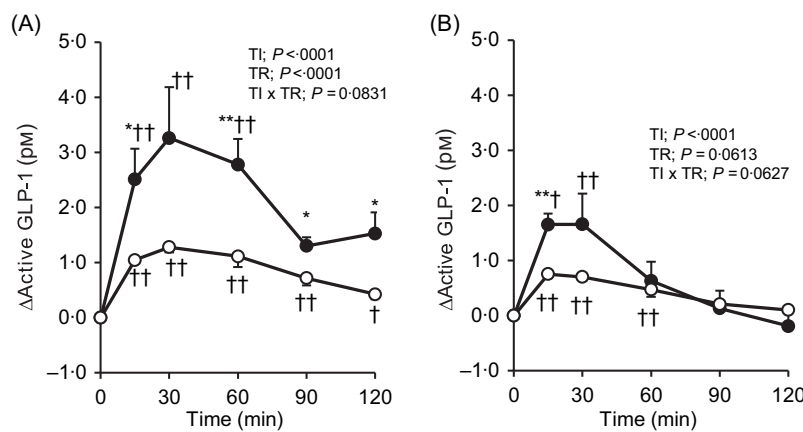 (A)
5·0
4·0
3·0
2·0
1·0
0·0
–1·0
ΔActive GLP-1 (pM)
TI; P <·0001
TR; P <·0001
TI x TR; P = 0·0831
*††
††
**††
*
*
††
††
††
††
†
0 30 60 90 120
Time (min)
(B)
5·0
4·0
3·0
2·0
1·0
0·0
–1·0
ΔActive GLP-1 (pM)
TI; P <·0001
TR; P = 0·0613
TI x TR; P = 0·0627
**†
††
††
††
††
0 30 60 90 120
Time (min)